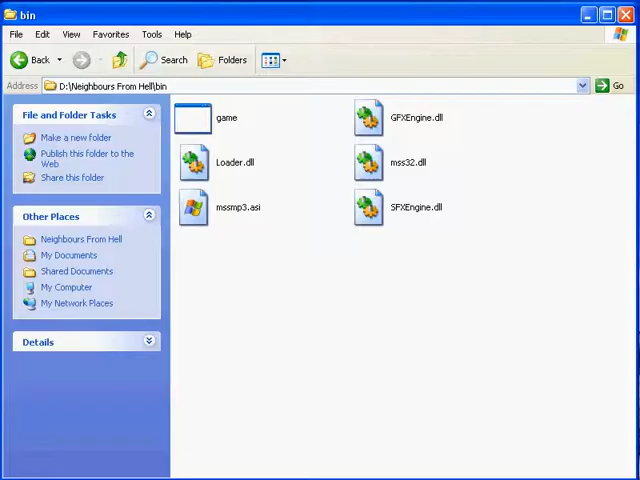 bin
File Edit View Favorites Tools Help
Back Search Folders
Address D:\Neighbours From Hell\bin Go
File and Folder Tasks
Make a new folder
Publish this folder to the
Web
Share this folder
Other Places
Neighbours From Hell
My Documents
Shared Documents
My Computer
My Network Places
Details
game
GFXEngine.dll
Loader.dll
mss32.dll
mssmp3.asi
SFXEngine.dll